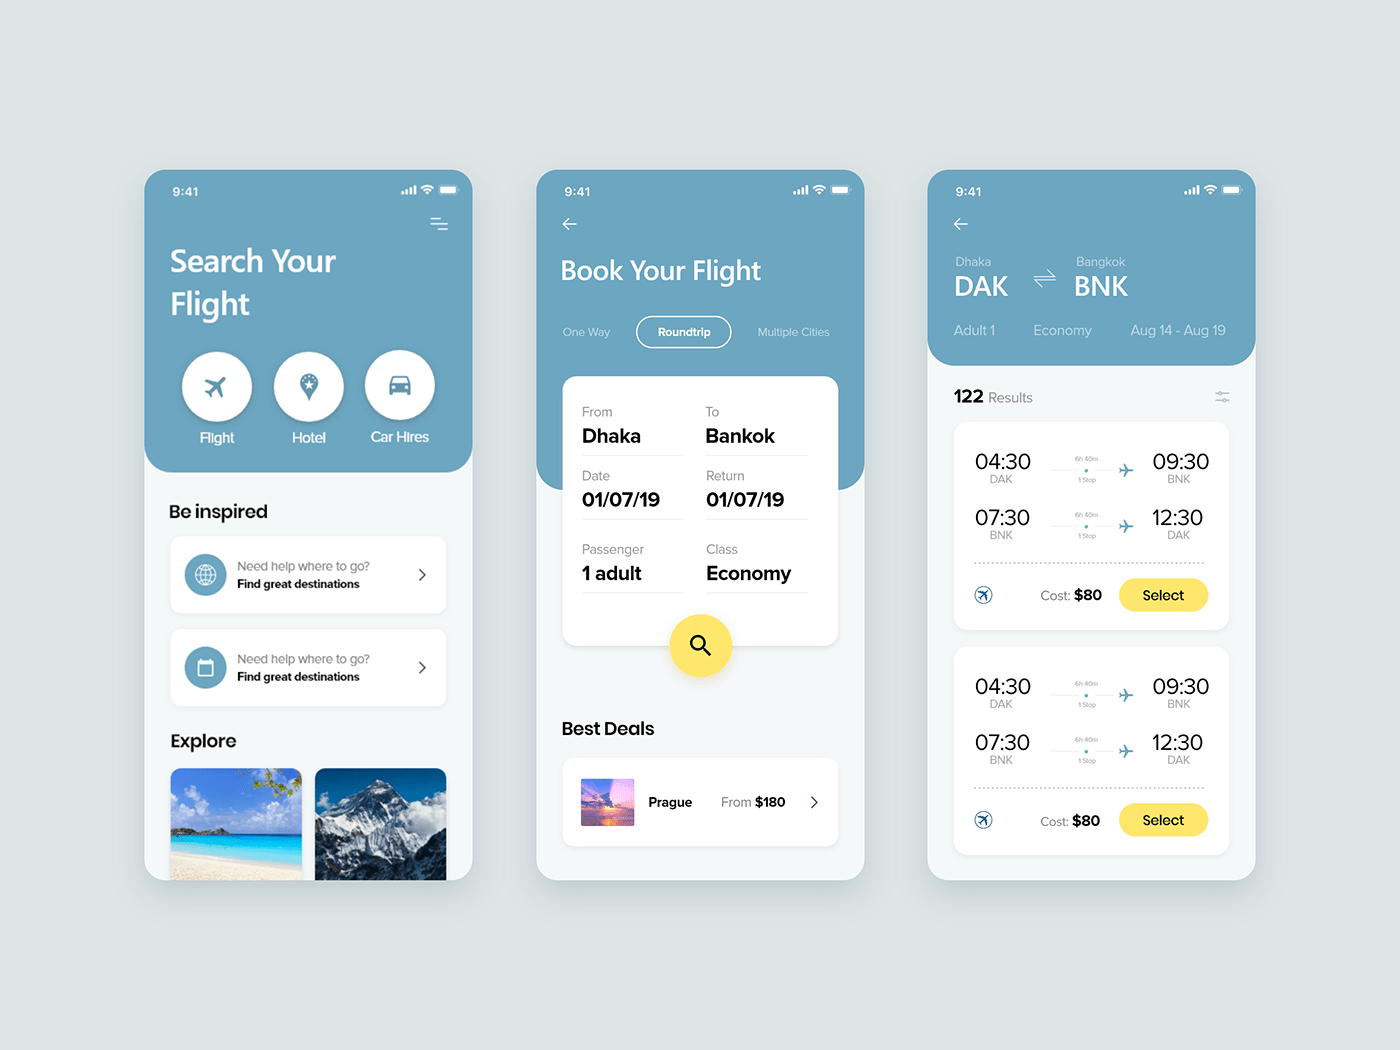 9:41
Search Your
Flight
Flight
Hotel
Car Hires
Be inspired
Need help where to go?
Find great destinations
Need help where to go?
Find great destinations
Explore
9:41
Book Your Flight
One Way
Roundtrip
Multiple Cities
From
To
Dhaka
Bankok
Date
Return
01/07/19
01/07/19
Passenger
Class
1 adult
Economy
Best Deals
Prague
From $180
9:41
Dhaka
Bangkok
DAK
BNK
Adult 1
Economy
Aug 14 - Aug 19
122 Results
04:30
6h 40m
09:30
DAK
1 Stop
BNK
07:30
6h 40m
12:30
BNK
1 Stop
DAK
Cost: $80
Select
04:30
6h 40m
09:30
DAK
1 Stop
BNK
07:30
6h 40m
12:30
BNK
1 Stop
DAK
Cost: $80
Select